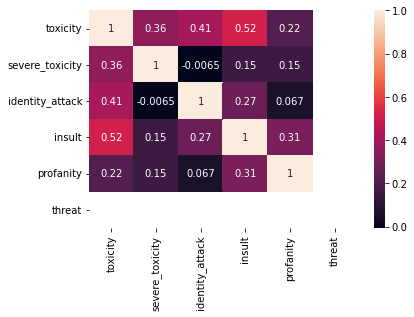 toxicity 1 0.36 0.41 0.52 0.22
severe_toxicity 0.36 1 -0.0065 0.15 0.15
identity_attack 0.41 -0.0065 1 0.27 0.067
insult 0.52 0.15 0.27 1 0.31
profanity 0.22 0.15 0.067 0.31 1
threat
toxicity
severe_toxicity
identity_attack
insult
profanity
threat
1.0
0.8
0.6
0.4
0.2
0.0